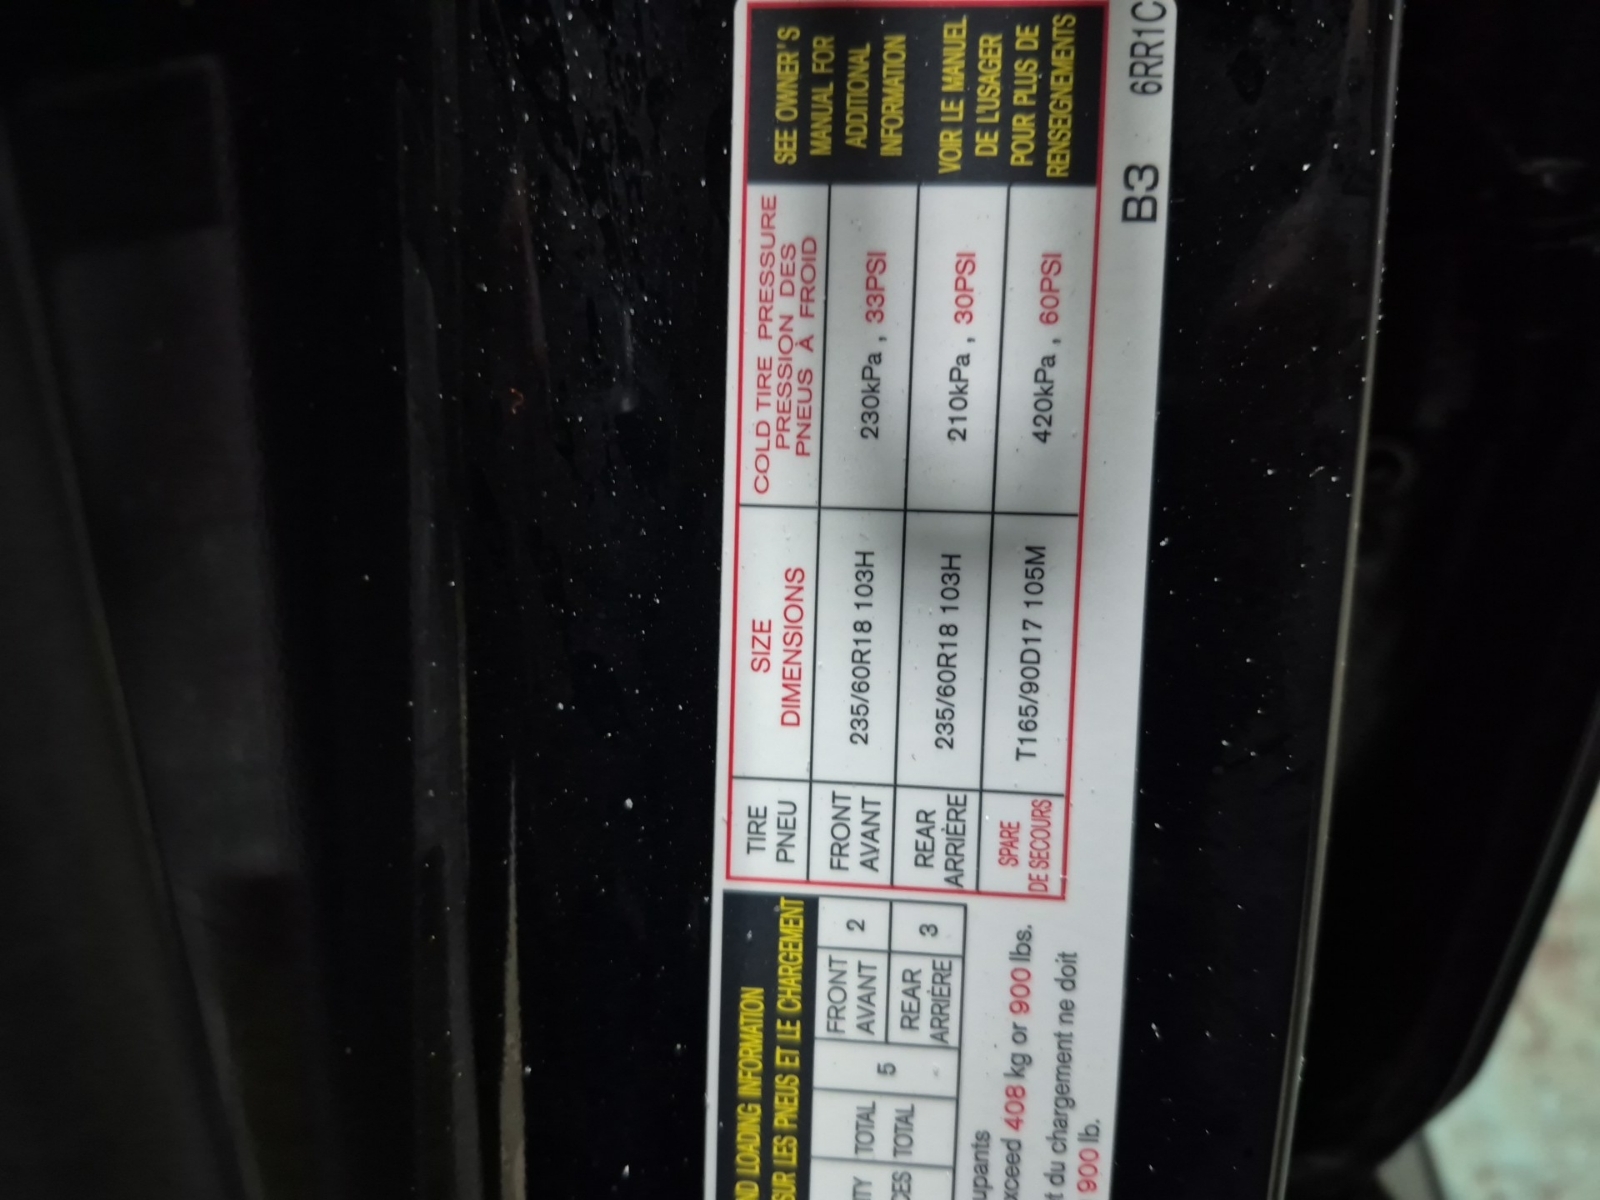 ND LOADING INFORMATION
SUR LES PNEUS ET LE CHARGEMENT
TOTAL 5 FRONT 2
TOTAL AVANT
REAR 3
ARRIÈRE
upants
xceed 408 kg or 900 lbs.
t du chargement ne doit
900 lb.
TIRE SIZE COLD TIRE PRESSURE
PNEU DIMENSIONS PRESSION DES
PNEUS À FROID
FRONT 235/60R18 103H 230kPa , 33PSI
AVANT
REAR 235/60R18 103H 210kPa , 30PSI
ARRIÈRE
SPARE T165/90D17 105M 420kPa , 60PSI
DE SECOURS
SEE OWNER'S
MANUAL FOR
ADDITIONAL
INFORMATION
VOIR LE MANUEL
DE L'USAGER
POUR PLUS DE
RENSEIGNEMENTS
B3 6RR1C